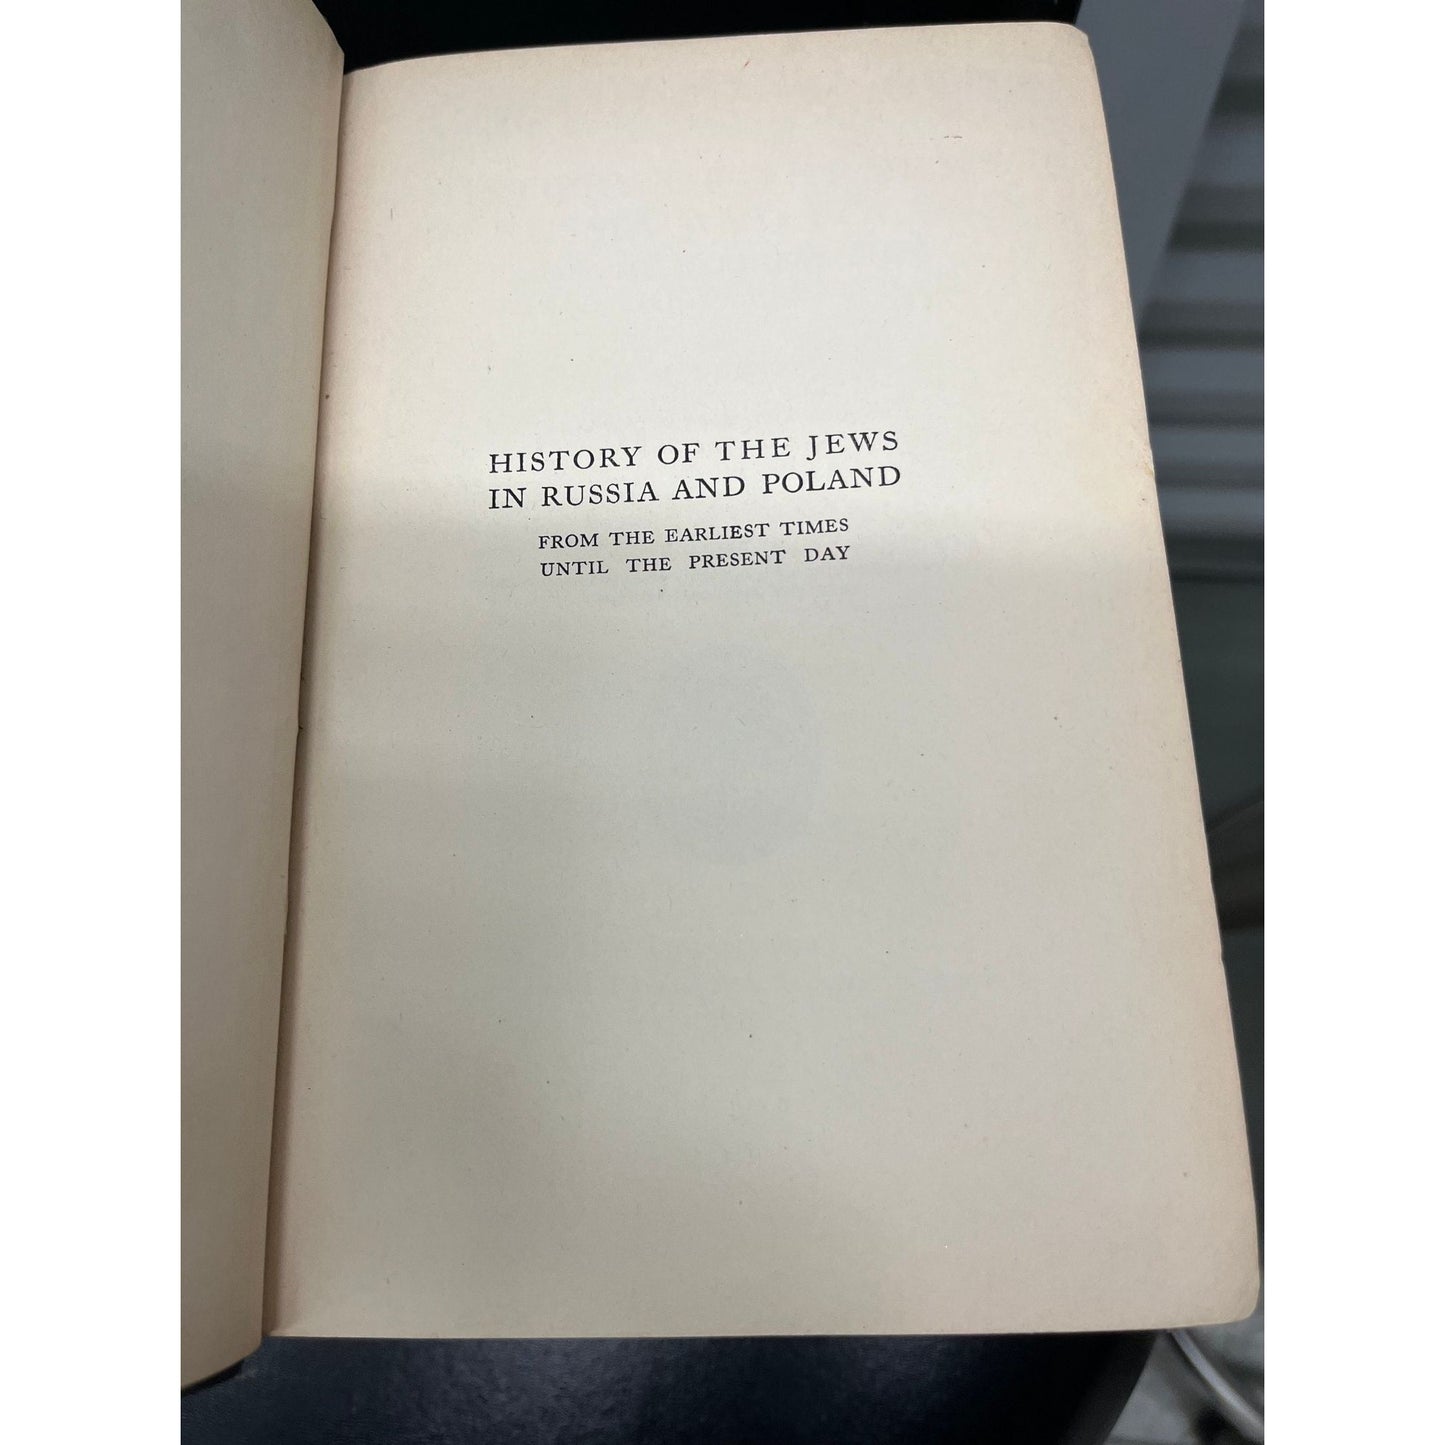 HISTORY OF THE JEWS
IN RUSSIA AND POLAND
FROM THE EARLIEST TIMES
UNTIL THE PRESENT DAY